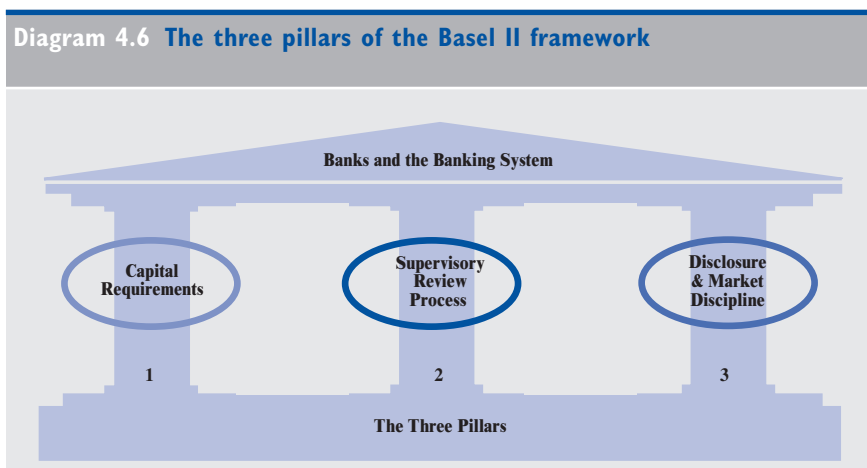 Diagram 4.6 The three pillars of the Basel II framework
Banks and the Banking System
Capital
Requirements
Supervisory
Review
Process
Disclosure
& Market
Discipline
1
2
3
The Three Pillars